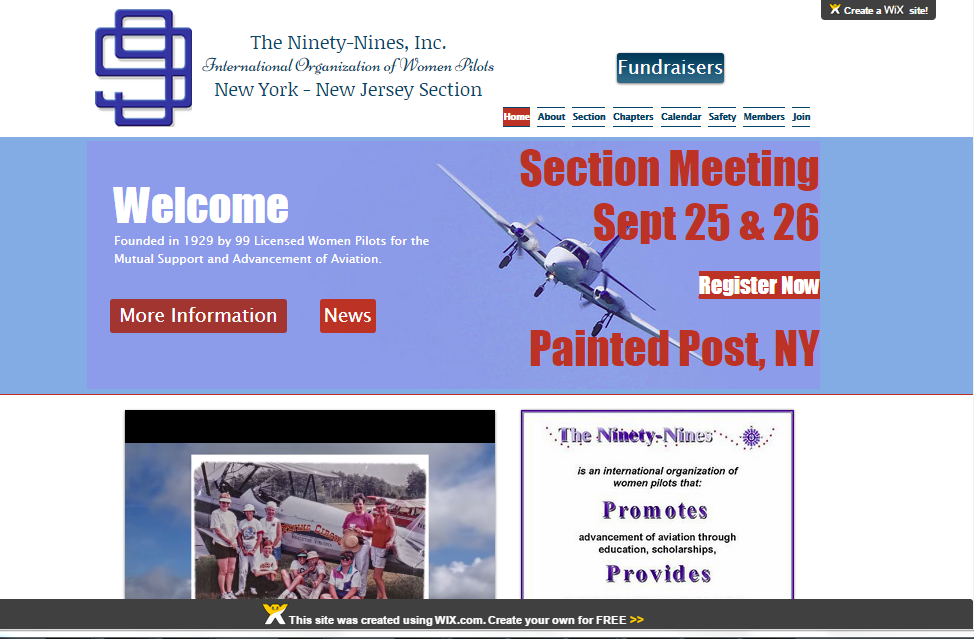 Create a WiX site!
99
The Ninety-Nines, Inc.
International Organization of Women Pilots
New York - New Jersey Section
Fundraisers
Home About Section Chapters Calendar Safety Members Join
Welcome
Founded in 1929 by 99 Licensed Women Pilots for the
Mutual Support and Advancement of Aviation.
More Information
News
Section Meeting
Sept 25 & 26
Register Now
Painted Post, NY
The Ninety-Nines
is an international organization of
women pilots that:
Promotes
advancement of aviation through
education, scholarships,
Provides
This site was created using WIX.com. Create your own for FREE >>